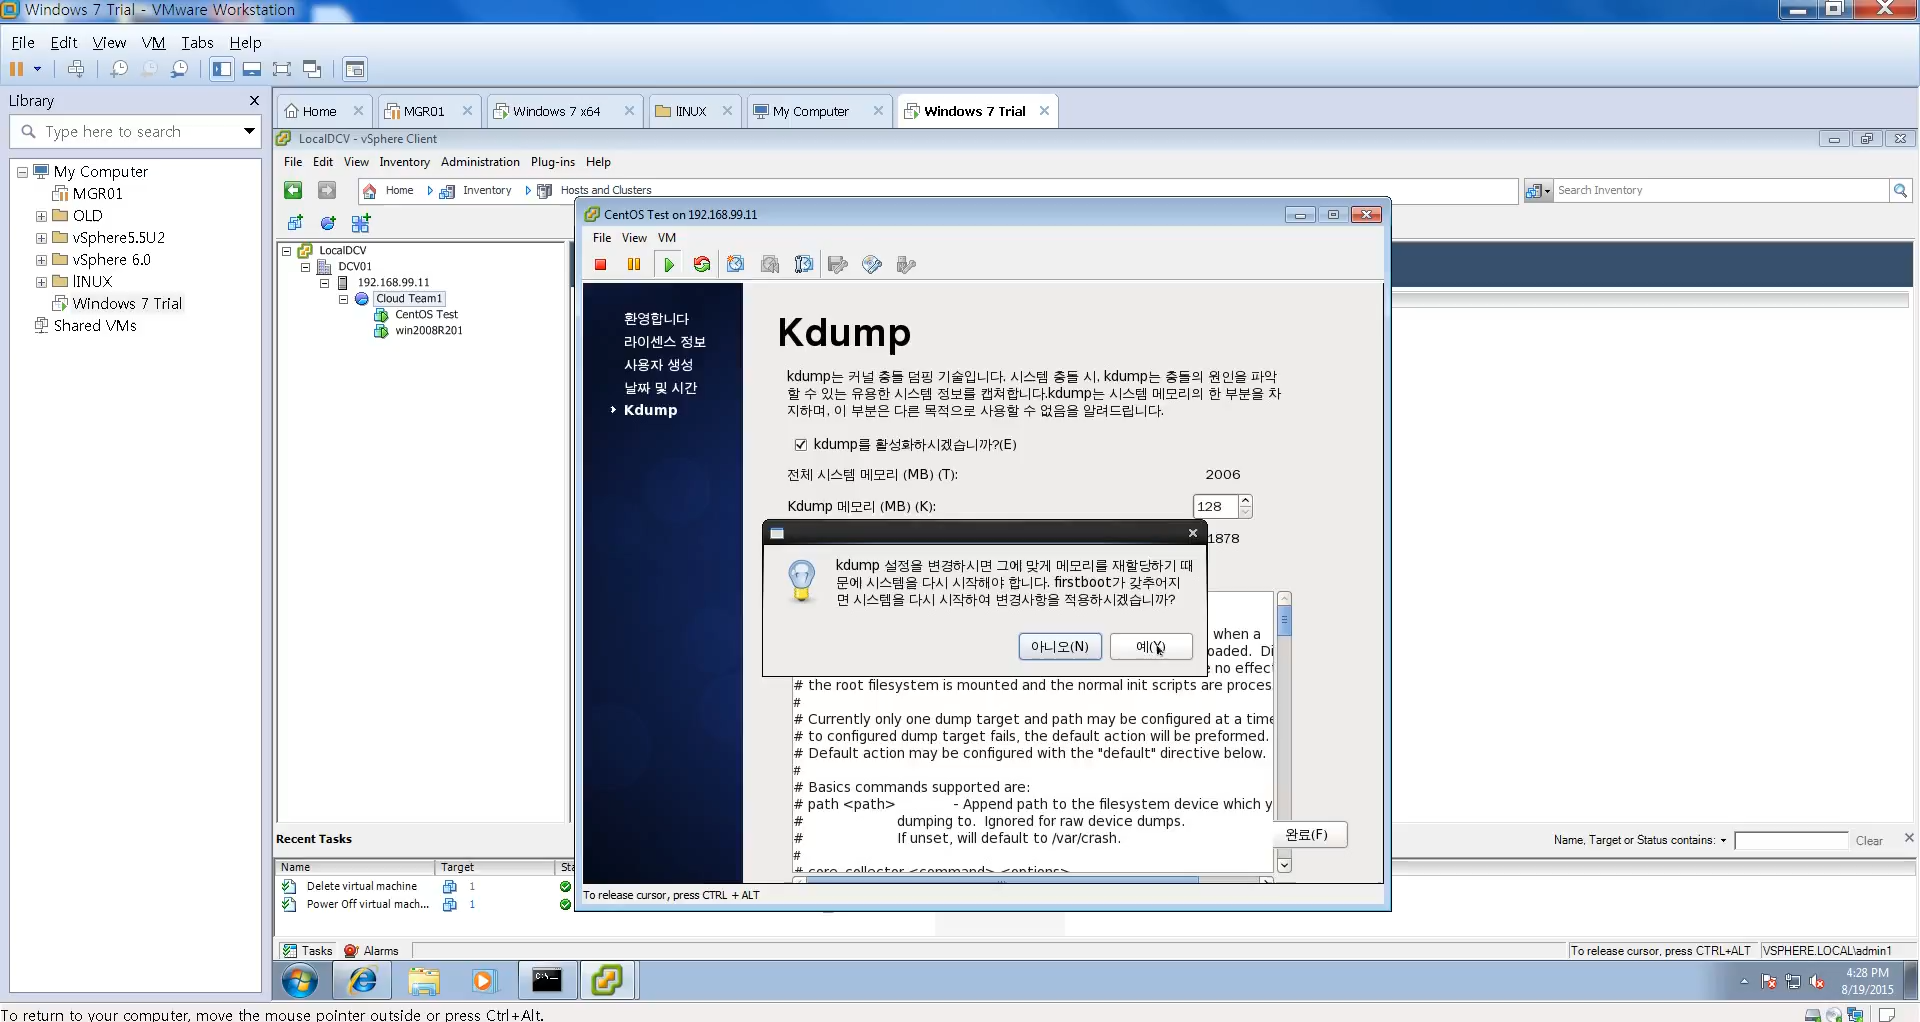 Windows 7 Trial - VMware Workstation
File Edit View VM Tabs Help
Library
Type here to search
My Computer
MGR01
OLD
vSphere5.5U2
vSphere 6.0
lINUX
Windows 7 Trial
Shared VMs
Home MGR01 Windows 7 x64 lINUX My Computer Windows 7 Trial
LocalDCV - vSphere Client
File Edit View Inventory Administration Plug-ins Help
Home Inventory Hosts and Clusters Search Inventory
LocalDCV
DCV01
192.168.99.11
Cloud Team1
CentOS Test
win2008R201
CentOS Test on 192.168.99.11
File View VM
환영합니다
라이센스 정보
사용자 생성
날짜 및 시간
Kdump
Kdump
kdump는 커널 충돌 덤핑 기술입니다. 시스템 충돌 시, kdump는 충돌의 원인을 파악
할 수 있는 유용한 시스템 정보를 캡쳐합니다.kdump는 시스템 메모리의 한 부분을 차
지하며, 이 부분은 다른 목적으로 사용할 수 없음을 알려드립니다.
kdump를 활성화하시겠습니까?(E)
전체 시스템 메모리 (MB) (T): 2006
Kdump 메모리 (MB) (K): 128
1878
kdump 설정을 변경하시면 그에 맞게 메모리를 재할당하기 때
문에 시스템을 다시 시작해야 합니다. firstboot가 갖추어지
면 시스템을 다시 시작하여 변경사항을 적용하시겠습니까?
아니오(N) 예(Y)
when a
oaded. Di
e no effec
# the root filesystem is mounted and the normal init scripts are proces
#
# Currently only one dump target and path may be configured at a time
# to configured dump target fails, the default action will be preformed.
# Default action may be configured with the "default" directive below.
#
# Basics commands supported are:
# path <path> - Append path to the filesystem device which y
# dumping to. Ignored for raw device dumps.
# If unset, will default to /var/crash.
#
# core_collector <command> <options>
완료(F)
To release cursor, press CTRL + ALT
Recent Tasks
Name, Target or Status contains: Clear
Name Target Sta
Delete virtual machine 1
Power Off virtual mach... 1
Tasks Alarms
To release cursor, press CTRL+ALT VSPHERE.LOCAL\admin1
4:28 PM
8/19/2015
To return to your computer, move the mouse pointer outside or press Ctrl+Alt.